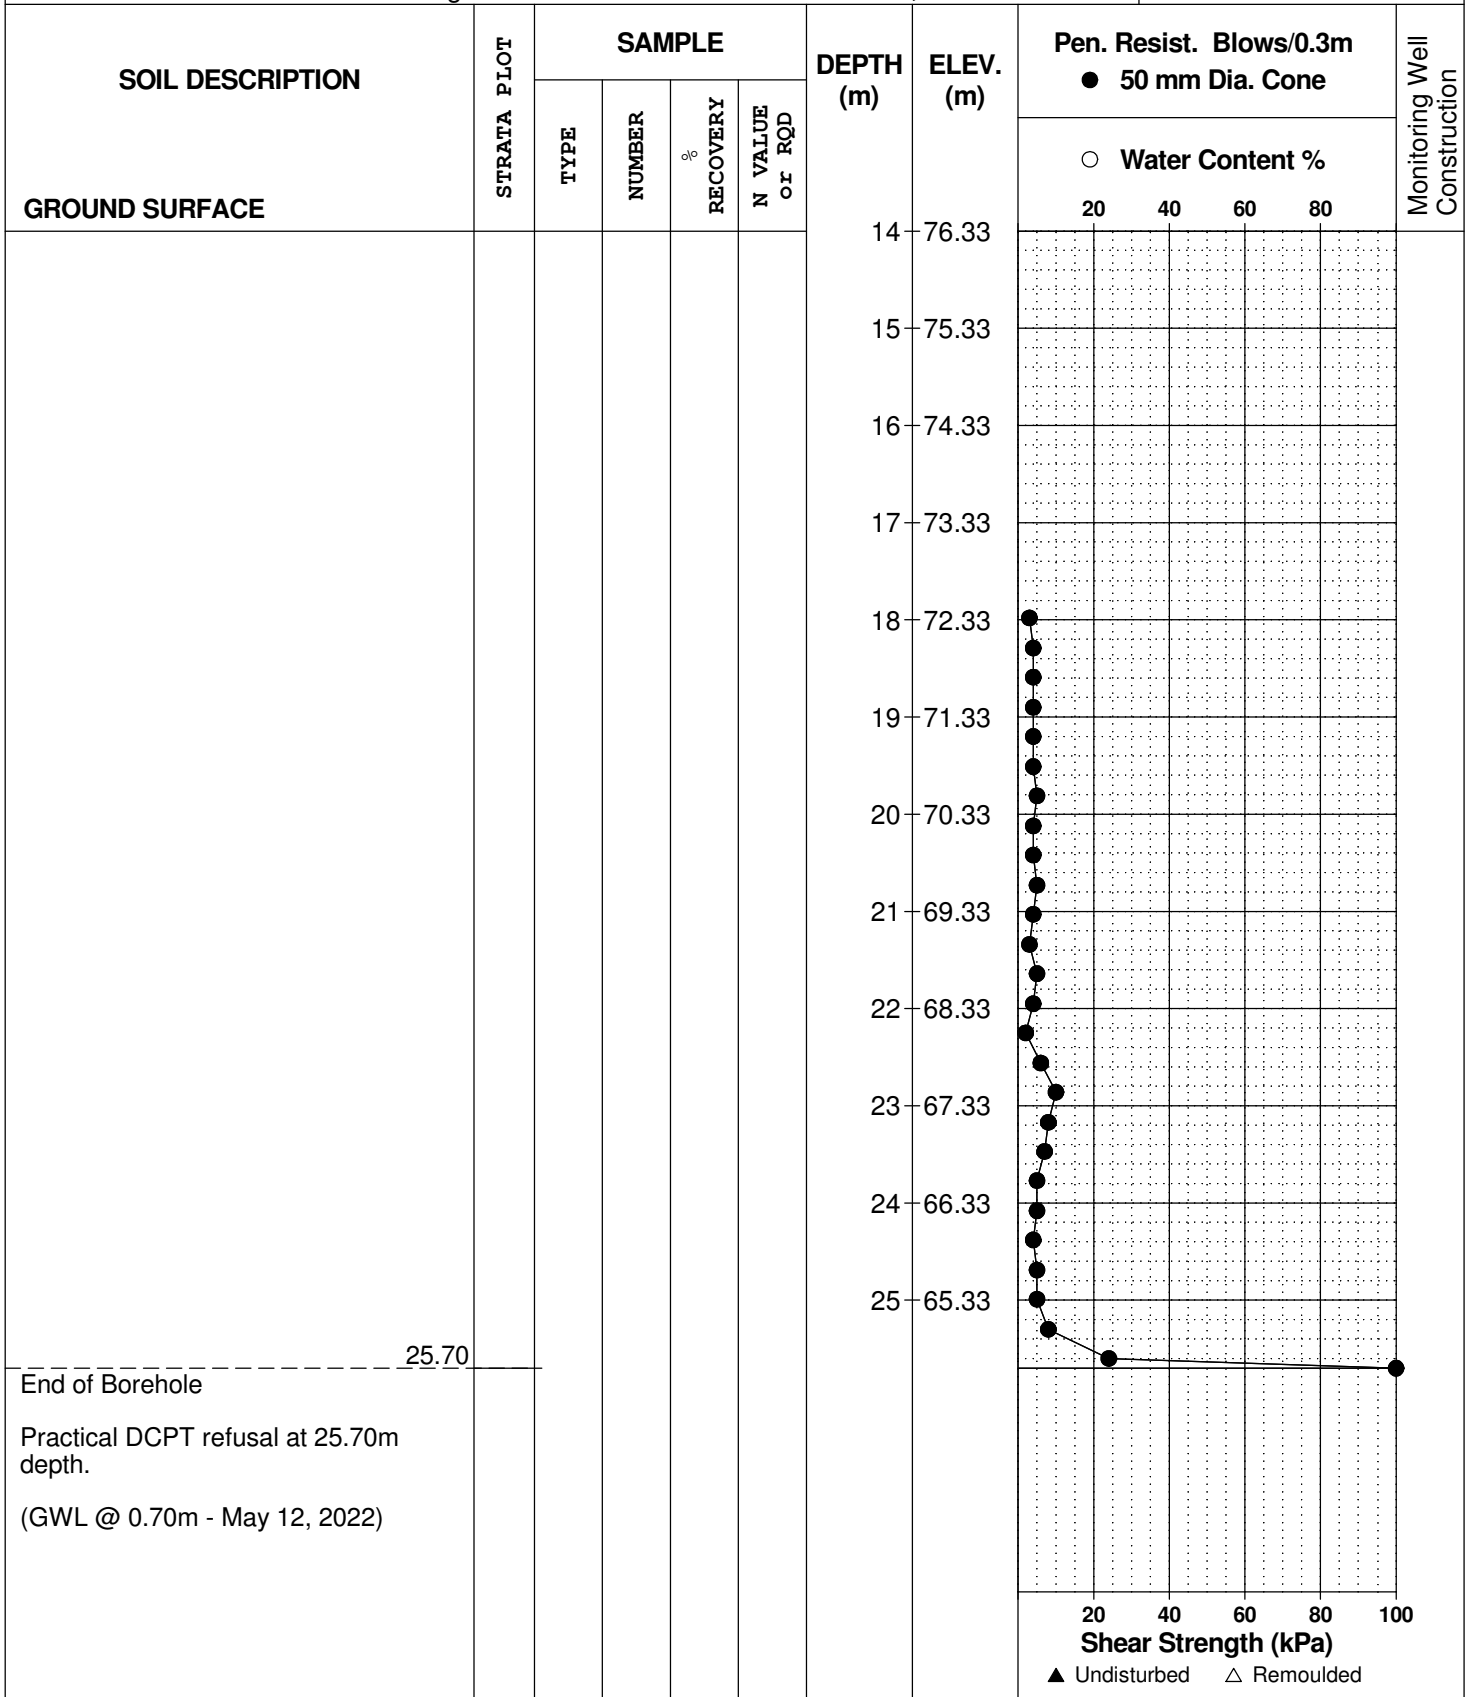 SOIL DESCRIPTION
GROUND SURFACE
STRATA PLOT
SAMPLE
TYPE
NUMBER
%
RECOVERY
N VALUE
or RQD
DEPTH
(m)
ELEV.
(m)
Pen. Resist. Blows/0.3m
● 50 mm Dia. Cone
○ Water Content %
20 40 60 80
Monitoring Well
Construction
14 76.33
15 75.33
16 74.33
17 73.33
18 72.33
19 71.33
20 70.33
21 69.33
22 68.33
23 67.33
24 66.33
25 65.33
25.70
End of Borehole
Practical DCPT refusal at 25.70m
depth.
(GWL @ 0.70m - May 12, 2022)
20 40 60 80 100
Shear Strength (kPa)
▲ Undisturbed △ Remoulded